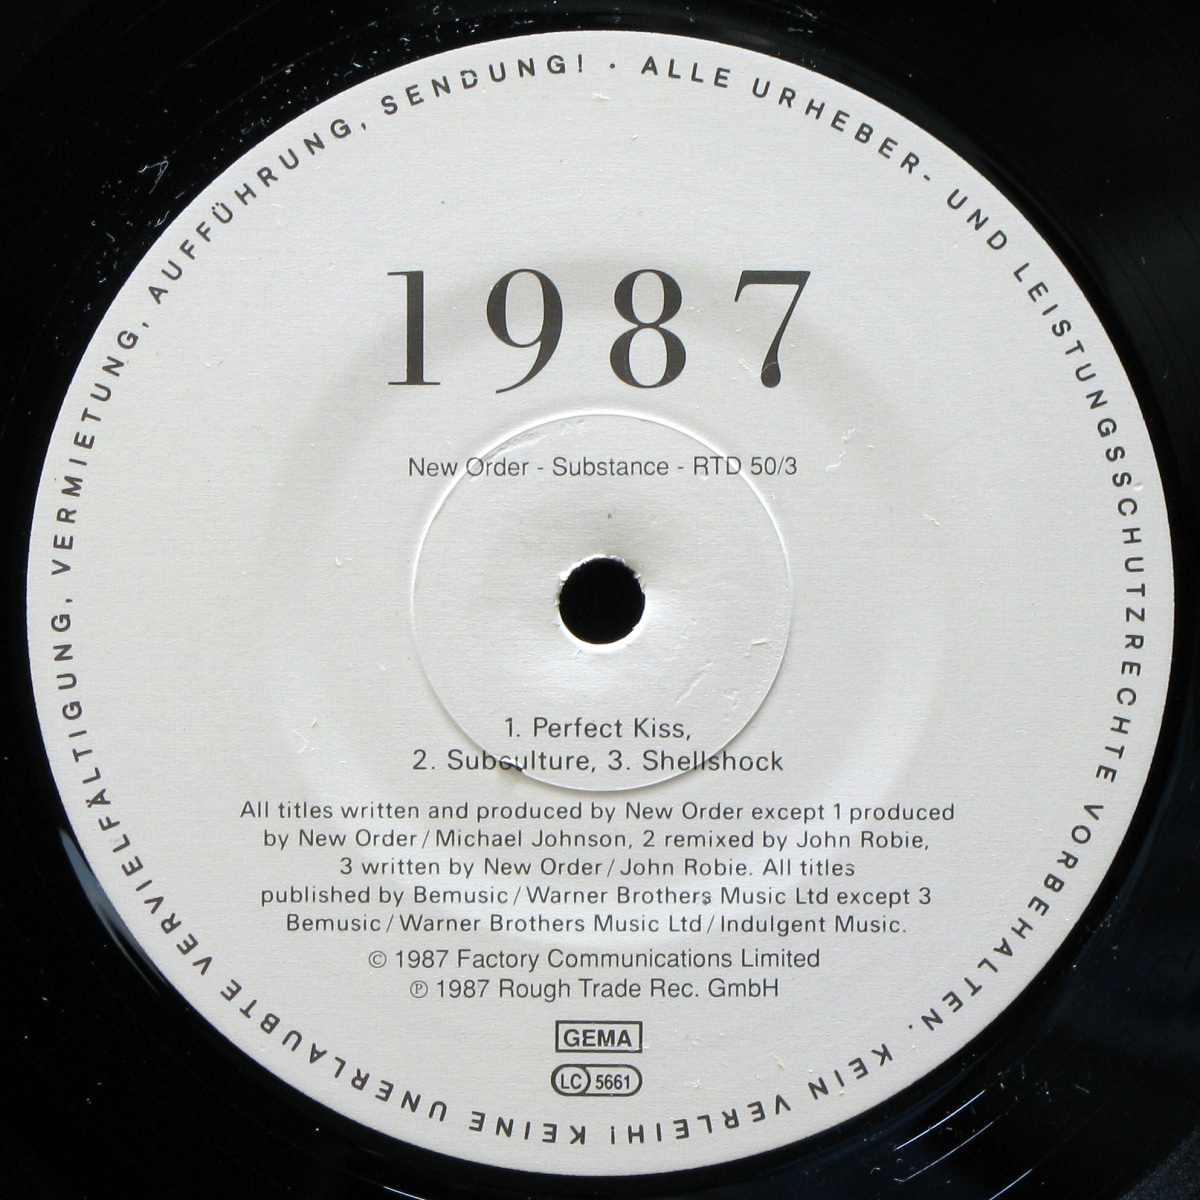 ALLE URHEBER- UND LEISTUNGSSCHUTZRECHTE VORBEHALTEN. KEIN VERLEIH! KEINE UNERLAUBTE VERVIELFÄLTIGUNG, VERMIETUNG, AUFFÜHRUNG, SENDUNG! ·
1987
New Order - Substance - RTD 50/3
1. Perfect Kiss,
2. Subculture, 3. Shellshock
All titles written and produced by New Order except 1 produced
by New Order / Michael Johnson, 2 remixed by John Robie,
3 written by New Order / John Robie. All titles
published by Bemusic / Warner Brothers Music Ltd except 3
Bemusic / Warner Brothers Music Ltd / Indulgent Music.
© 1987 Factory Communications Limited
℗ 1987 Rough Trade Rec. GmbH
GEMA
LC 5661